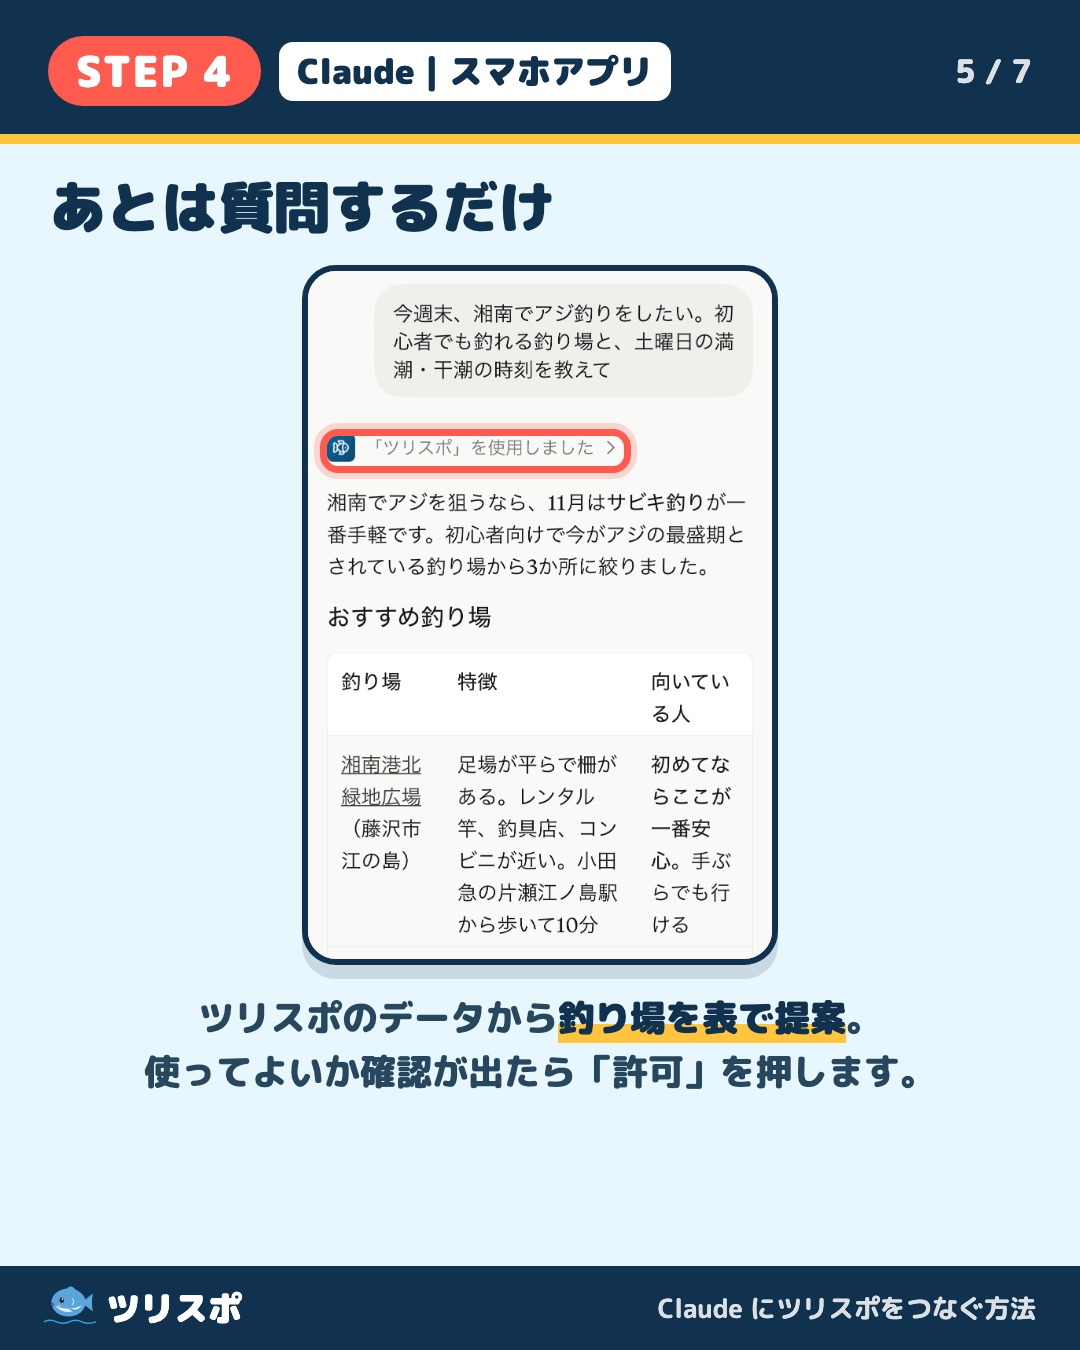 STEP 4
Claude | スマホアプリ
5 / 7
あとは質問するだけ
今週末、湘南でアジ釣りをしたい。初
心者でも釣れる釣り場と、土曜日の満
潮・干潮の時刻を教えて
「ツリスポ」を使用しました
湘南でアジを狙うなら、11月はサビキ釣りが一
番手軽です。初心者向けで今がアジの最盛期と
されている釣り場から3か所に絞りました。
おすすめ釣り場
釣り場
特徴
向いてい
る人
湘南港北
緑地広場
（藤沢市
江の島）
足場が平らで柵が
ある。レンタル
竿、釣具店、コン
ビニが近い。小田
急の片瀬江ノ島駅
から歩いて10分
初めてな
らここが
一番安
心。手ぶ
らでも行
ける
ツリスポのデータから釣り場を表で提案。
使ってよいか確認が出たら「許可」を押します。
ツリスポ
Claude にツリスポをつなぐ方法